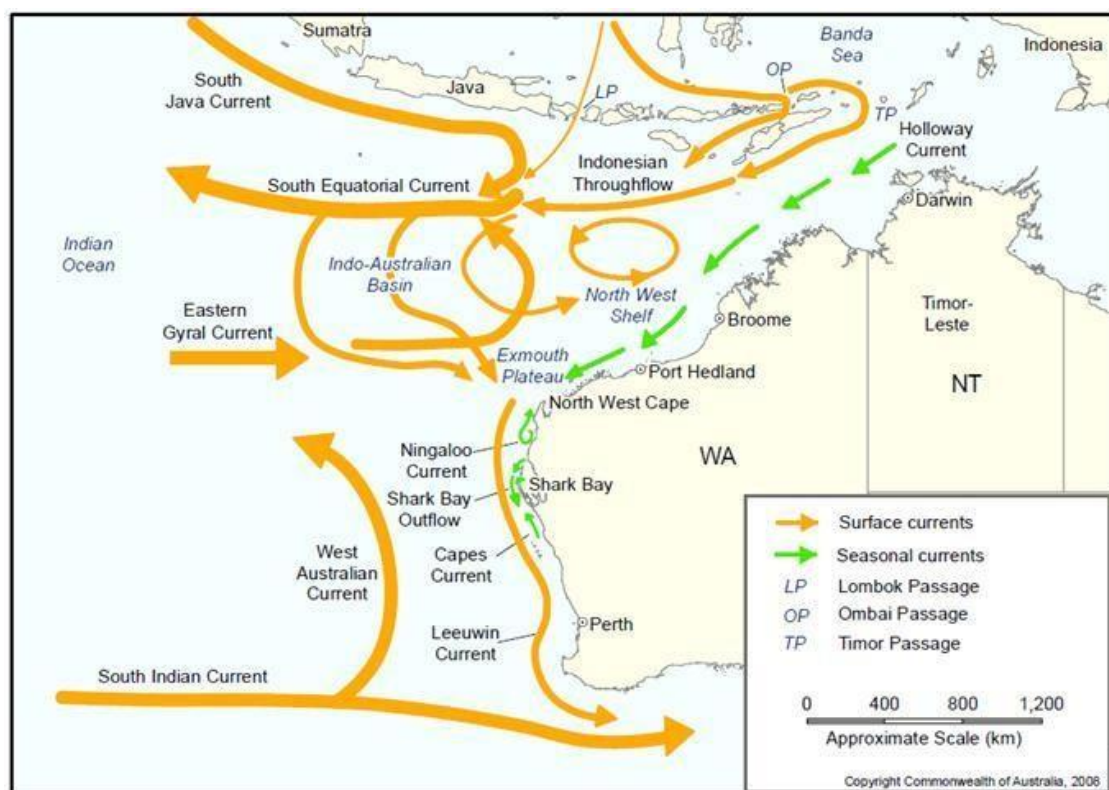 Sumatra
Banda
Sea
Indonesia
South
Java Current
Java
LP
OP
TP
Holloway
Current
Indonesian
Throughflow
South Equatorial Current
Darwin
Indian
Ocean
Indo-Australian
Basin
North West
Shelf
Eastern
Gyral Current
Broome
Timor-
Leste
Exmouth
Plateau
Port Hedland
NT
North West Cape
Ningaloo
Current
WA
Shark Bay
Shark Bay
Outflow
West
Australian
Current
Capes
Current
Perth
Leeuwin
Current
South Indian Current
Surface currents
Seasonal currents
LP Lombok Passage
OP Ombai Passage
TP Timor Passage
0 400 800 1,200
Approximate Scale (km)
Copyright Commonwealth of Australia, 2008